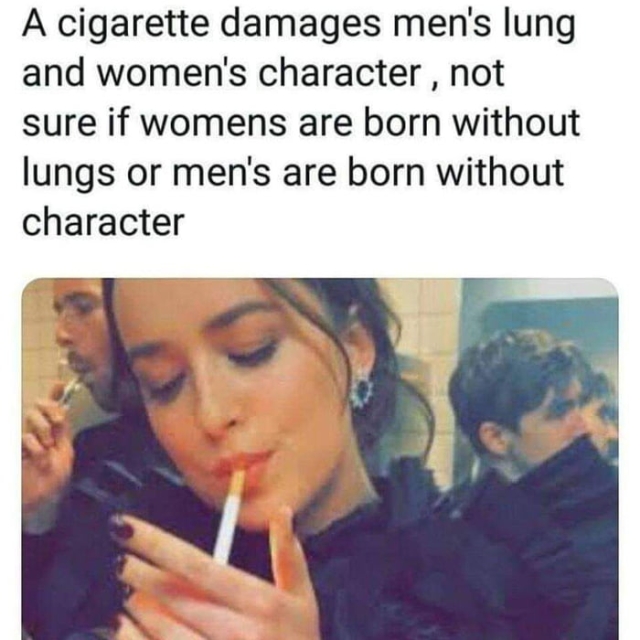 A cigarette damages men's lung
and women's character , not
sure if womens are born without
lungs or men's are born without
character